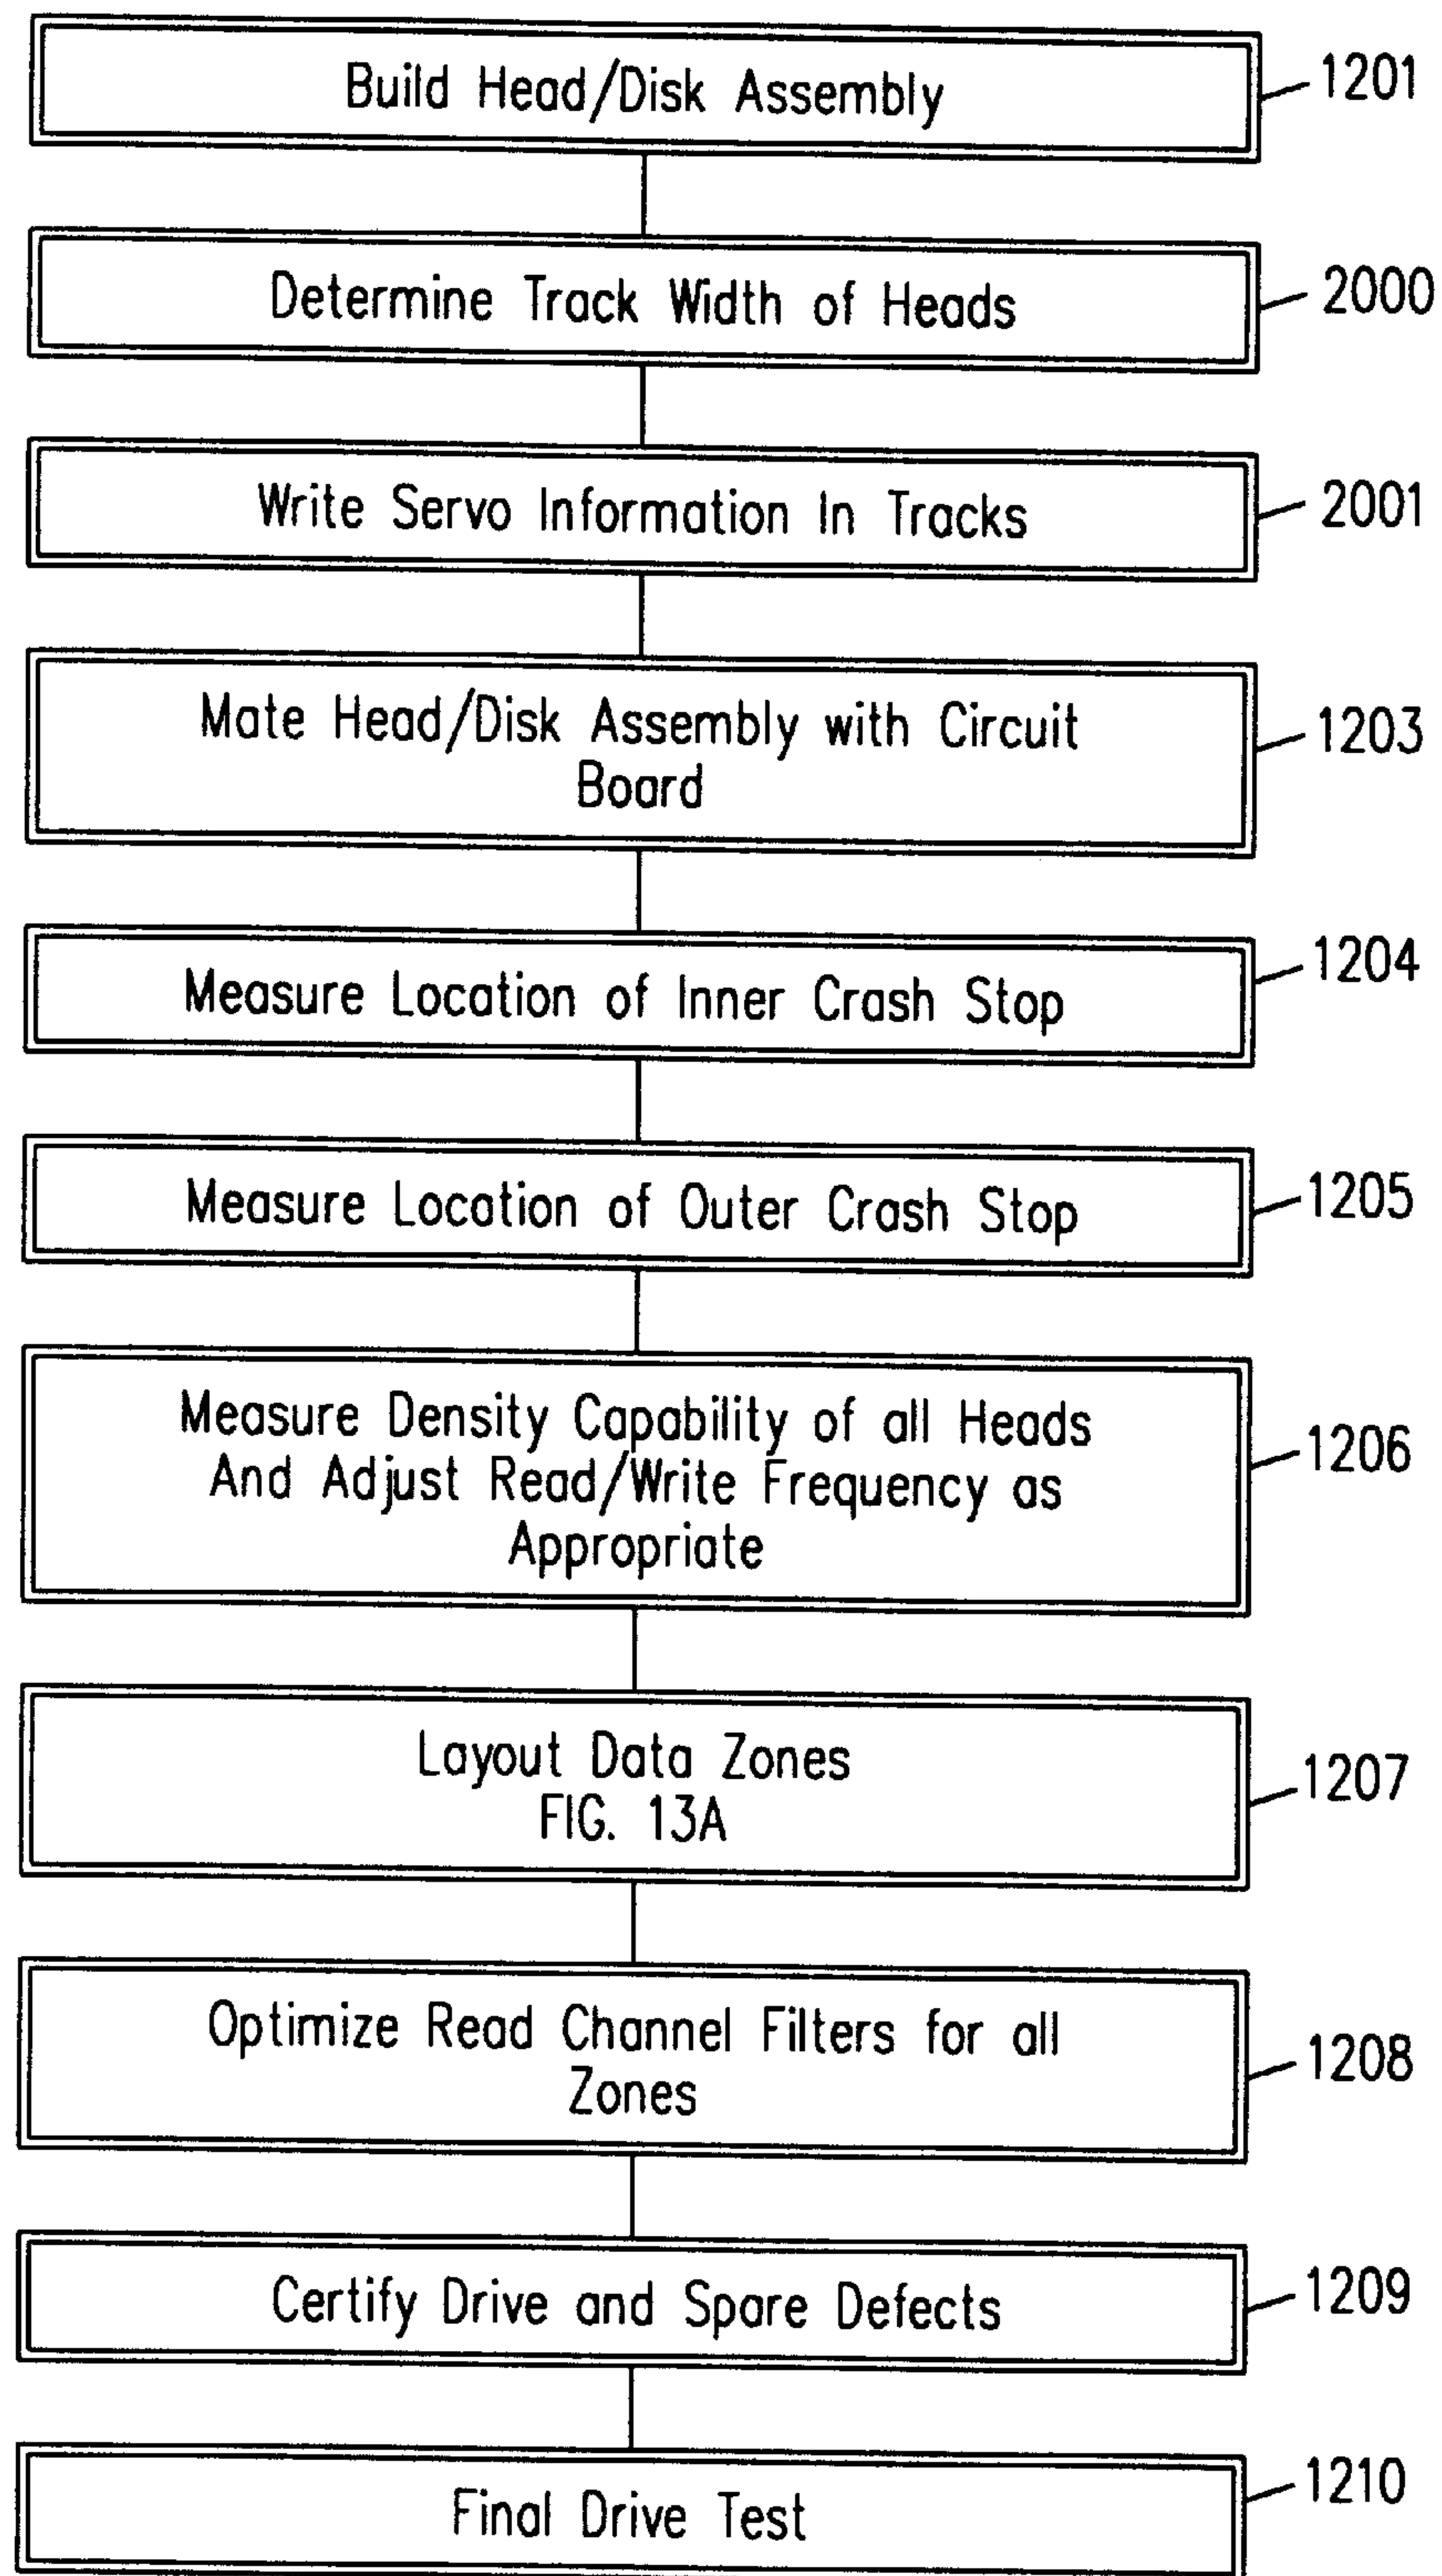 Build Head/Disk Assembly
1201
Determine Track Width of Heads
2000
Write Servo Information In Tracks
2001
Mate Head/Disk Assembly with Circuit
Board
1203
Measure Location of Inner Crash Stop
1204
Measure Location of Outer Crash Stop
1205
Measure Density Capability of all Heads
And Adjust Read/Write Frequency as
Appropriate
1206
Layout Data Zones
FIG. 13A
1207
Optimize Read Channel Filters for all
Zones
1208
Certify Drive and Spare Defects
1209
Final Drive Test
1210